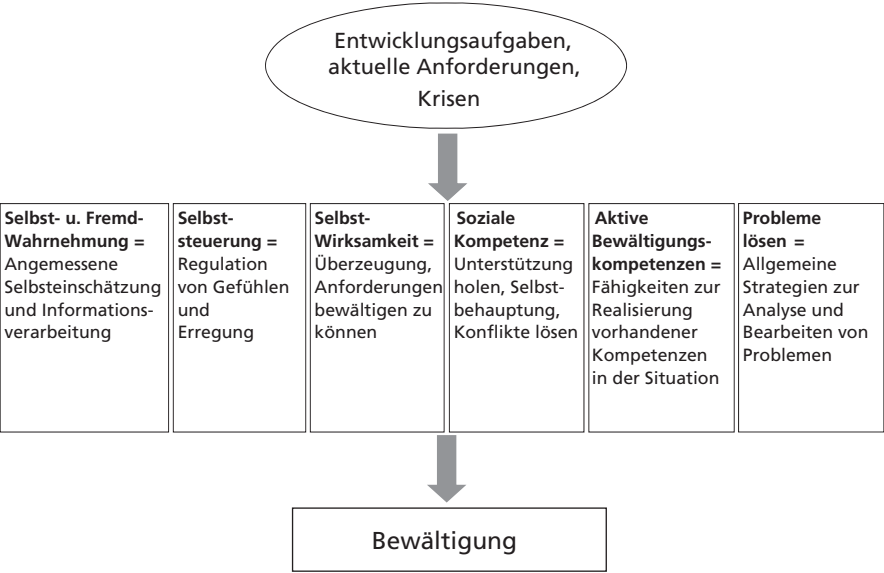 Entwicklungsaufgaben,
aktuelle Anforderungen,
Krisen
Selbst- u. Fremd-
Wahrnehmung =
Angemessene
Selbsteinschätzung
und Informations-
verarbeitung
Selbst-
steuerung =
Regulation
von Gefühlen
und
Erregung
Selbst-
Wirksamkeit =
Überzeugung,
Anforderungen
bewältigen zu
können
Soziale
Kompetenz =
Unterstützung
holen, Selbst-
behauptung,
Konflikte lösen
Aktive
Bewältigungs-
kompetenzen =
Fähigkeiten zur
Realisierung
vorhandener
Kompetenzen
in der Situation
Probleme
lösen =
Allgemeine
Strategien zur
Analyse und
Bearbeiten von
Problemen
Bewältigung